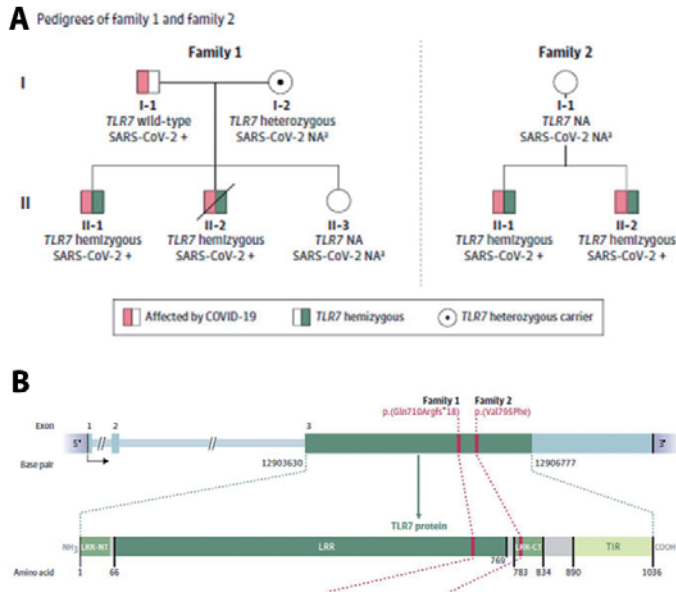 A Pedigrees of family 1 and family 2
Family 1
Family 2
I
I-1
TLR7 wild-type
SARS-CoV-2 +
I-2
TLR7 heterozygous
SARS-CoV-2 NAª
I-1
TLR7 NA
SARS-CoV-2 NAª
II
II-1
TLR7 hemizygous
SARS-CoV-2 +
II-2
TLR7 hemizygous
SARS-CoV-2 +
II-3
TLR7 NA
SARS-CoV-2 NAª
II-1
TLR7 hemizygous
SARS-CoV-2 +
II-2
TLR7 hemizygous
SARS-CoV-2 +
Affected by COVID-19
TLR7 hemizygous
TLR7 heterozygous carrier
B
Family 1
p.(Gln710Argfs*18)
Family 2
p.(Val795Phe)
Exon 1 2 3
5' // // 3'
Base pair 12903630 12906777
TLR7 protein
NH3 LRR-NT LRR LRR-CT TIR COOH
Amino acid 1 66 769 783 834 890 1036